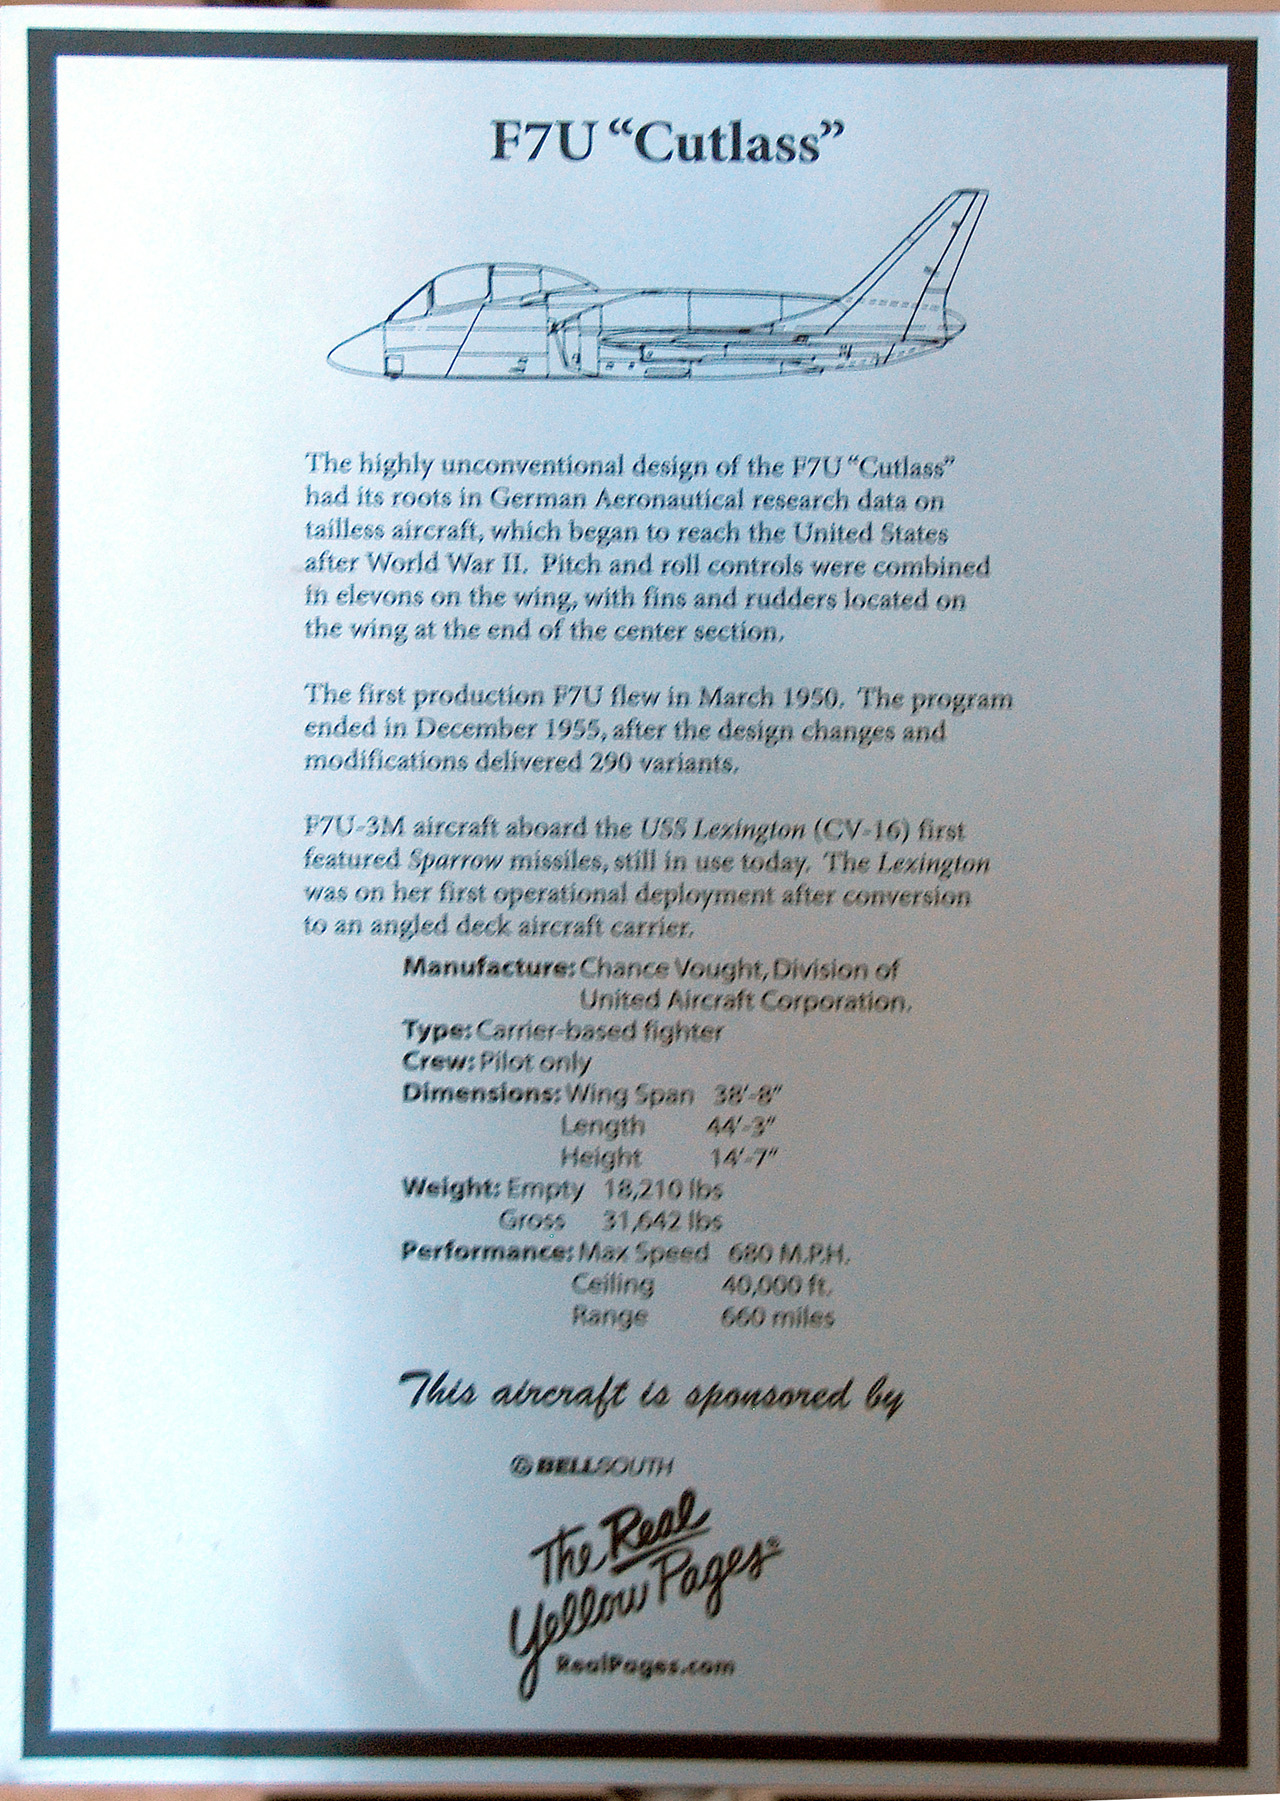 F7U “Cutlass”
The highly unconventional design of the F7U “Cutlass”
had its roots in German Aeronautical research data on
tailless aircraft, which began to reach the United States
after World War II.  Pitch and roll controls were combined
in elevons on the wing, with fins and rudders located on
the wing at the end of the center section.
The first production F7U flew in March 1950.  The program
ended in December 1955, after the design changes and
modifications delivered 290 variants.
F7U-3M aircraft aboard the USS Lexington (CV-16) first
featured Sparrow missiles, still in use today.  The Lexington
was on her first operational deployment after conversion
to an angled deck aircraft carrier.
Manufacture: Chance Vought, Division of
United Aircraft Corporation.
Type: Carrier-based fighter
Crew: Pilot only
Dimensions: Wing Span 38’-8”
Length 44’-3”
Height 14’-7”
Weight: Empty 18,210 lbs
Gross 31,642 lbs
Performance: Max Speed 680 M.P.H.
Ceiling 40,000 ft.
Range 660 miles
This aircraft is sponsored by
BELLSOUTH
The Real
Yellow Pages®
RealPages.com